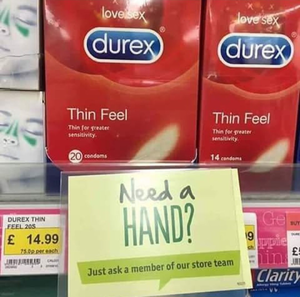 love sex
durex
Thin Feel
Thin for greater
sensitivity.
20 condoms
love sex
durex
Thin Feel
Thin for greater
sensitivity.
14 condoms
Need a
HAND?
Just ask a member of our store team
DUREX THIN
FEEL 20S
£ 14.99
75.0p per each
Clarity